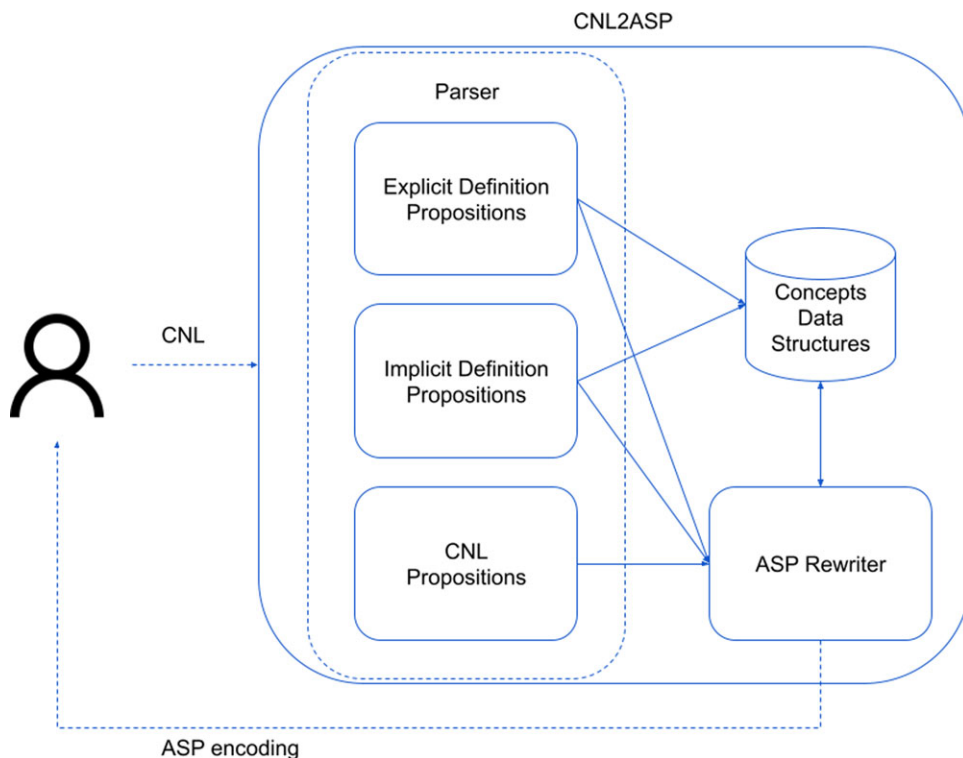 CNL2ASP
Parser
Explicit Definition
Propositions
Concepts
Data
Structures
CNL
Implicit Definition
Propositions
CNL
Propositions
ASP Rewriter
ASP encoding